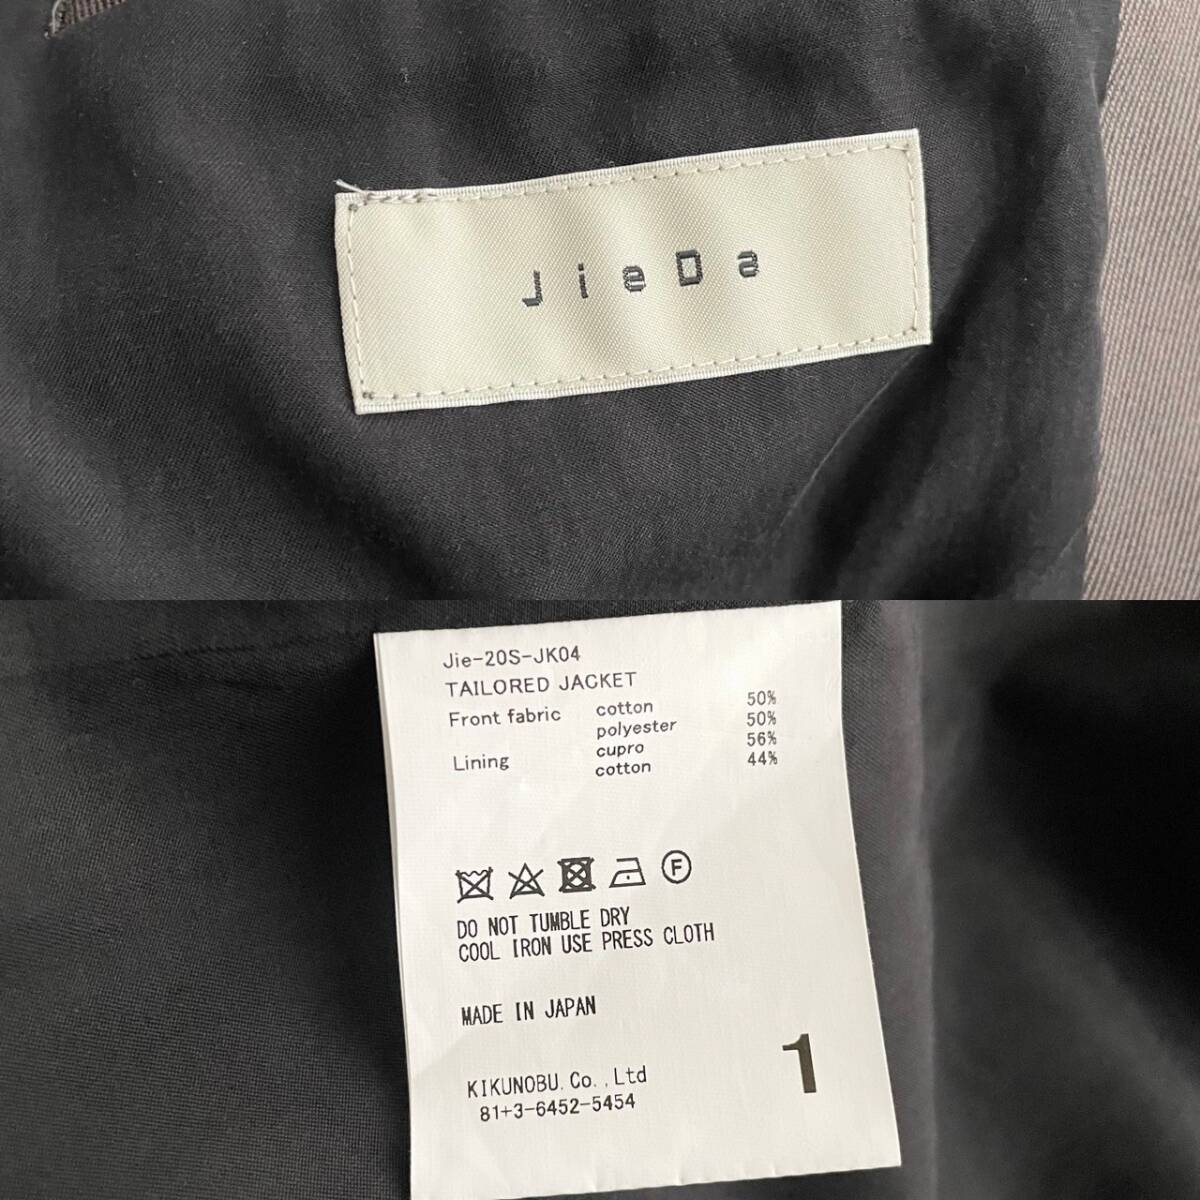 JieDa
Jie-20S-JK04
TAILORED JACKET
Front fabric cotton 50%
polyester 50%
Lining cupro 56%
cotton 44%
F
DO NOT TUMBLE DRY
COOL IRON USE PRESS CLOTH
MADE IN JAPAN
1
KIKUNOBU. Co., Ltd
81+3-6452-5454